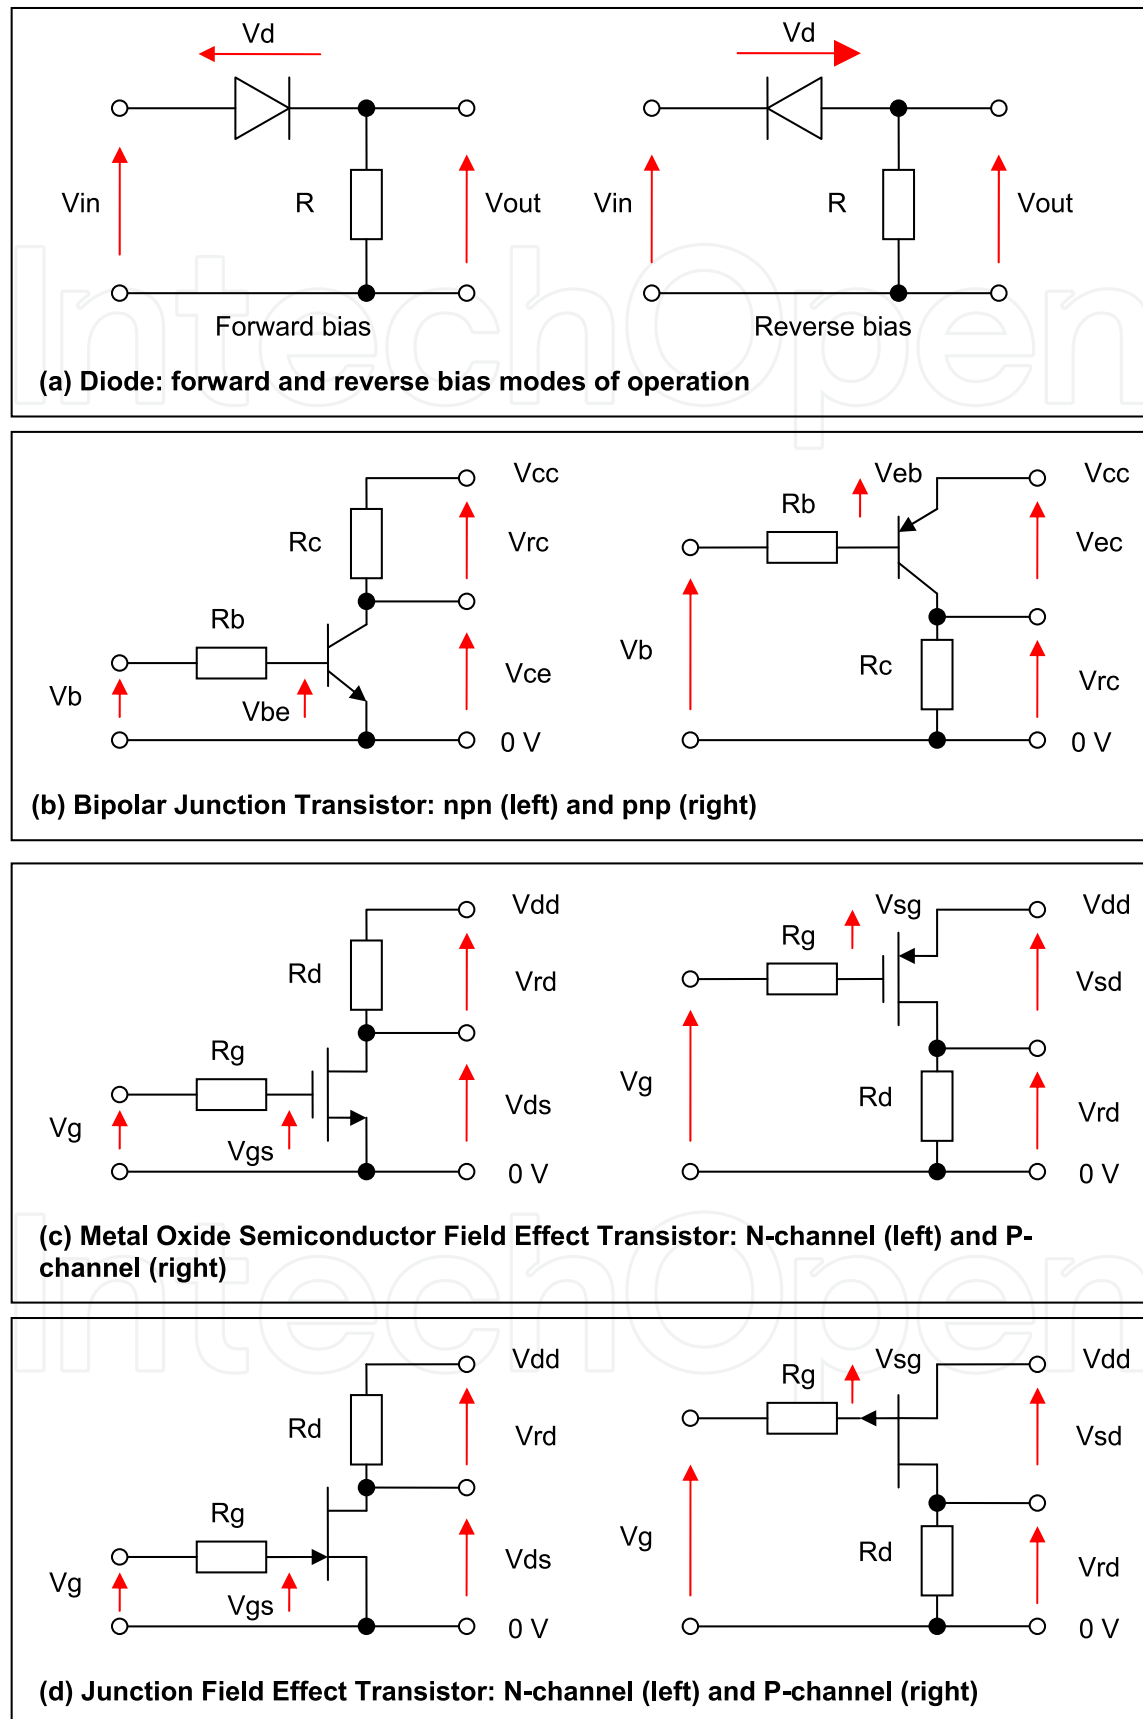 Vd
Vd
Vin
R
Vout
Vin
R
Vout
Forward bias
Reverse bias
(a) Diode: forward and reverse bias modes of operation
Vcc
Rc
Vrc
Rb
Vb
Vbe
Vce
0 V
Veb
Vcc
Rb
Vec
Vb
Rc
Vrc
0 V
(b) Bipolar Junction Transistor: npn (left) and pnp (right)
Vdd
Rd
Vrd
Rg
Vg
Vgs
Vds
0 V
Vsg
Vdd
Rg
Vsd
Vg
Rd
Vrd
0 V
(c) Metal Oxide Semiconductor Field Effect Transistor: N-channel (left) and P-
channel (right)
Vdd
Rd
Vrd
Rg
Vg
Vgs
Vds
0 V
Vsg
Vdd
Rg
Vsd
Vg
Rd
Vrd
0 V
(d) Junction Field Effect Transistor: N-channel (left) and P-channel (right)
IntechOpen
IntechOpen